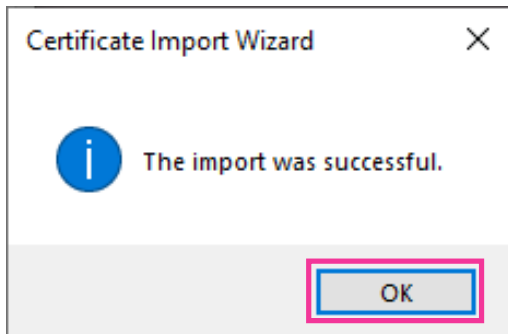 Certificate Import Wizard
The import was successful.
OK